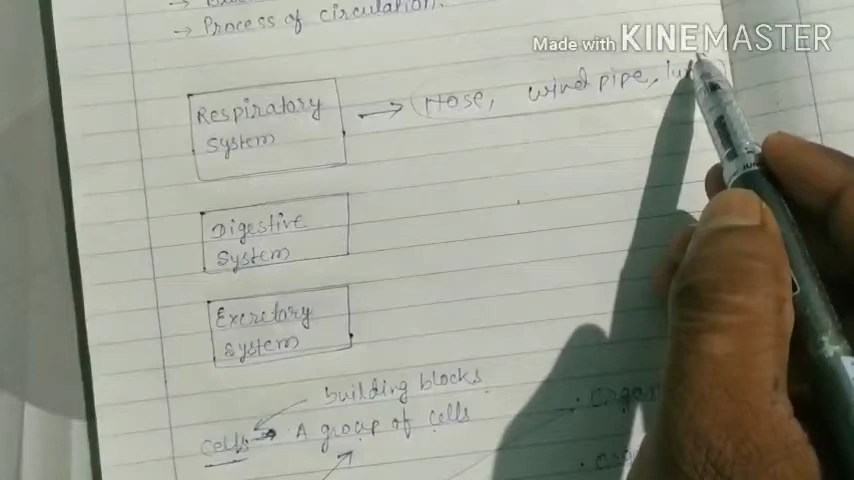 → Process of circulation.
Made with KINEMASTER
Respiratory → Nose, wind pipe,
System
Digestive
System
Excretary
System
building blocks
cells → A group of cells